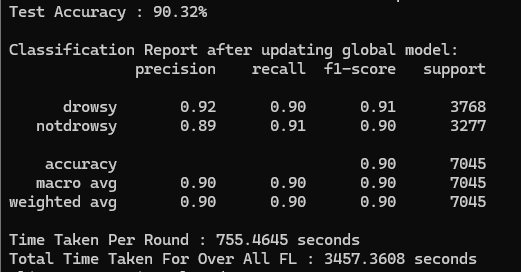 Test Accuracy : 90.32%
Classification Report after updating global model:
precision recall f1-score support
drowsy 0.92 0.90 0.91 3768
notdrowsy 0.89 0.91 0.90 3277
accuracy 0.90 7045
macro avg 0.90 0.90 0.90 7045
weighted avg 0.90 0.90 0.90 7045
Time Taken Per Round : 755.4645 seconds
Total Time Taken For Over All FL : 3457.3608 seconds